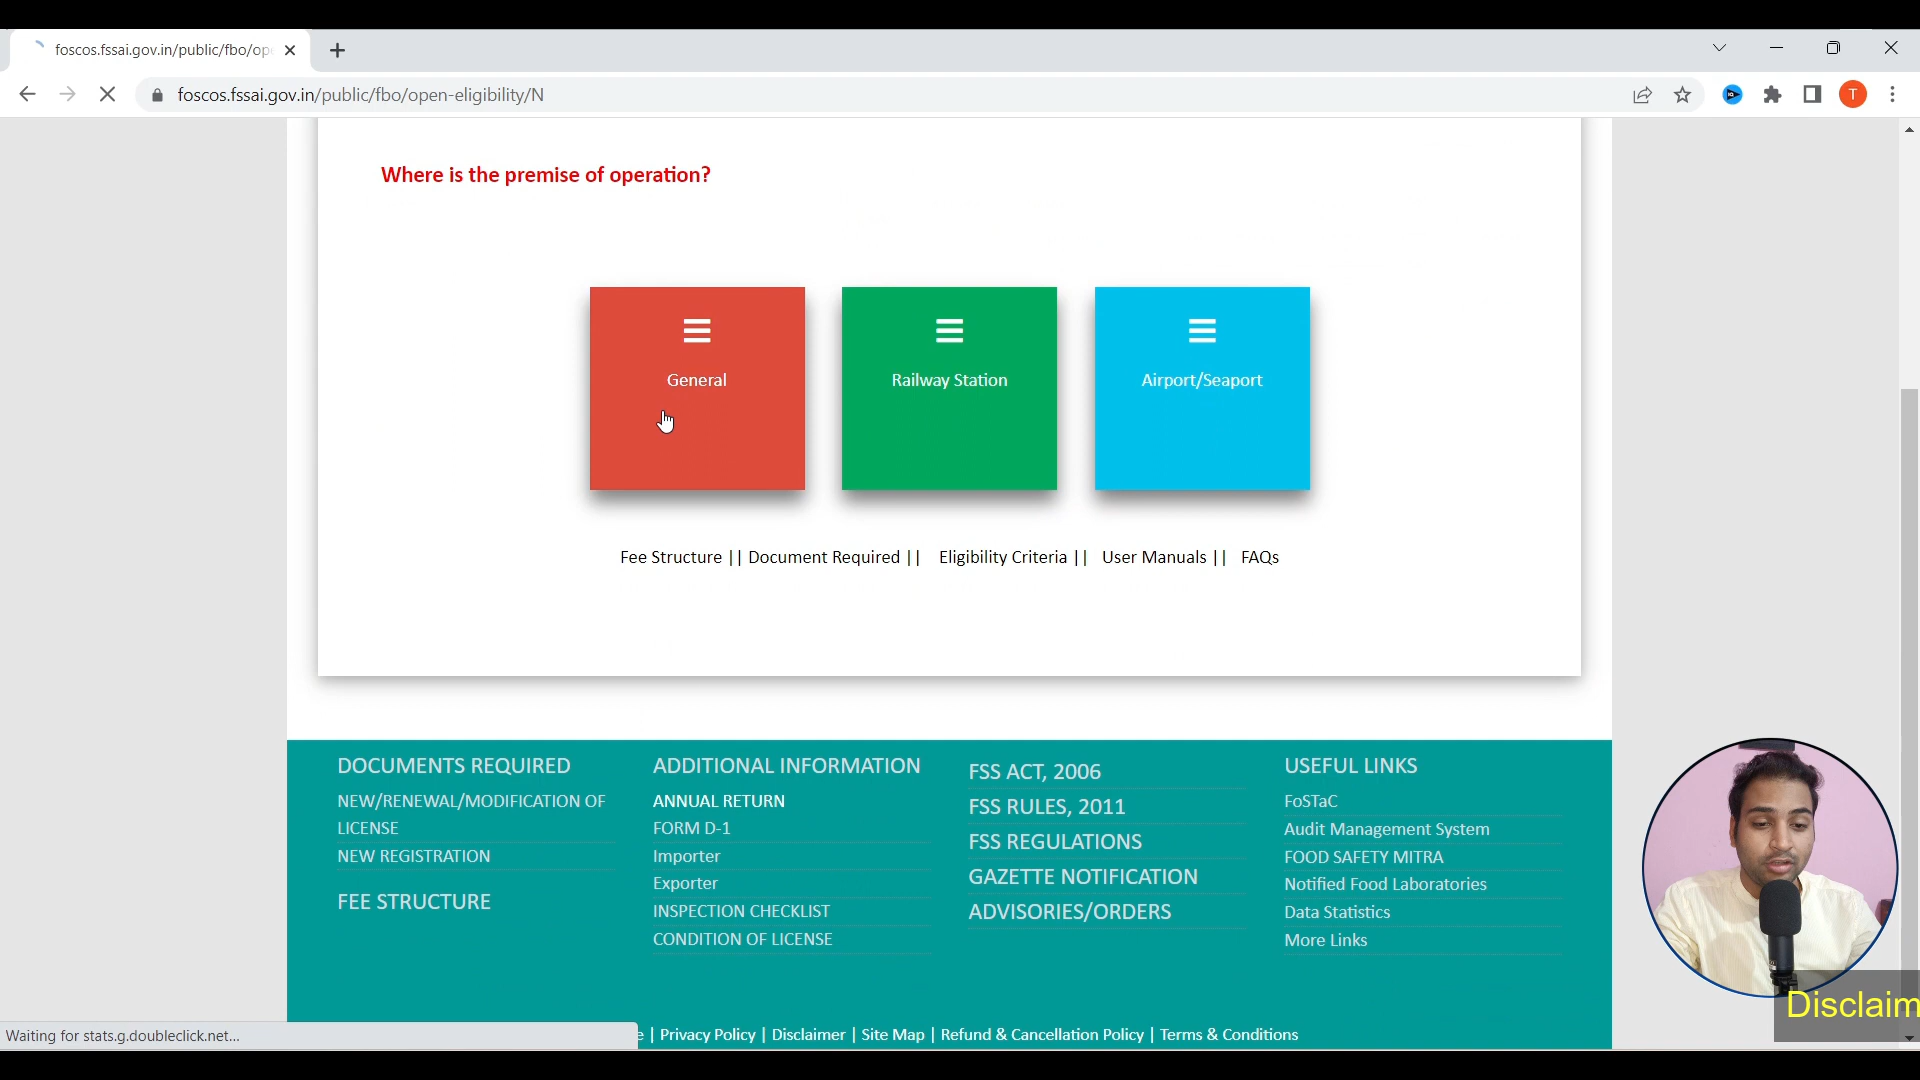 foscos.fssai.gov.in/public/fbo/op
foscos.fssai.gov.in/public/fbo/open-eligibility/N
T
Where is the premise of operation?
General
Railway Station
Airport/Seaport
Fee Structure || Document Required || Eligibility Criteria || User Manuals || FAQs
DOCUMENTS REQUIRED
NEW/RENEWAL/MODIFICATION OF
LICENSE
NEW REGISTRATION
FEE STRUCTURE
ADDITIONAL INFORMATION
ANNUAL RETURN
FORM D-1
Importer
Exporter
INSPECTION CHECKLIST
CONDITION OF LICENSE
FSS ACT, 2006
FSS RULES, 2011
FSS REGULATIONS
GAZETTE NOTIFICATION
ADVISORIES/ORDERS
USEFUL LINKS
FoSTaC
Audit Management System
FOOD SAFETY MITRA
Notified Food Laboratories
Data Statistics
More Links
Disclaim
Waiting for stats.g.doubleclick.net...
e | Privacy Policy | Disclaimer | Site Map | Refund & Cancellation Policy | Terms & Conditions